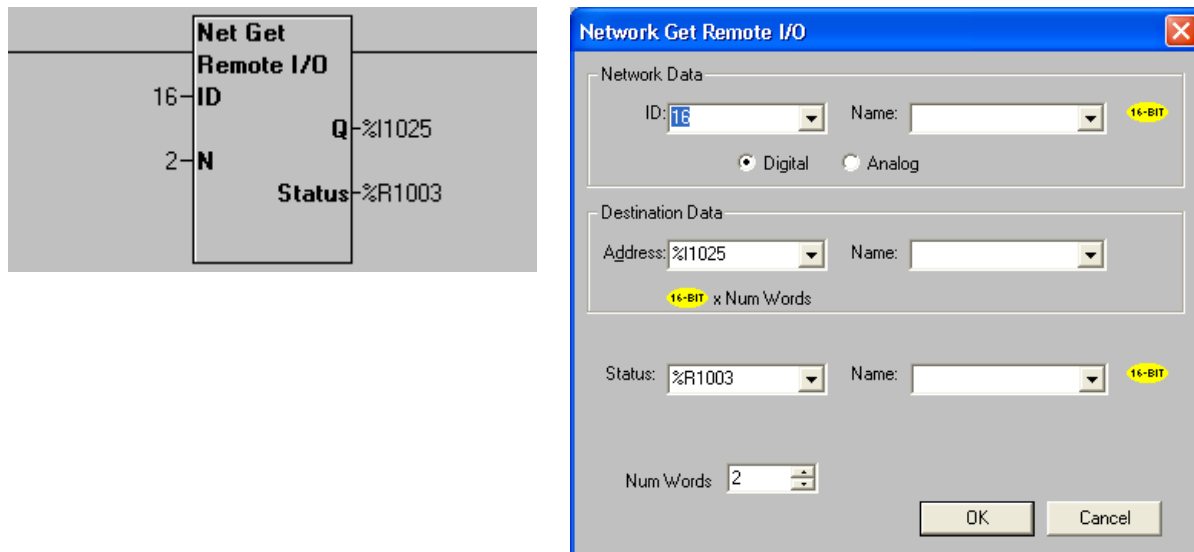 Net Get
Remote I/O
16 ID
Q %I1025
2 N
Status %R1003
Network Get Remote I/O
Network Data
ID: 16 Name: 16-BIT
Digital Analog
Destination Data
Address: %I1025 Name:
16-BIT x Num Words
Status: %R1003 Name: 16-BIT
Num Words 2
OK Cancel